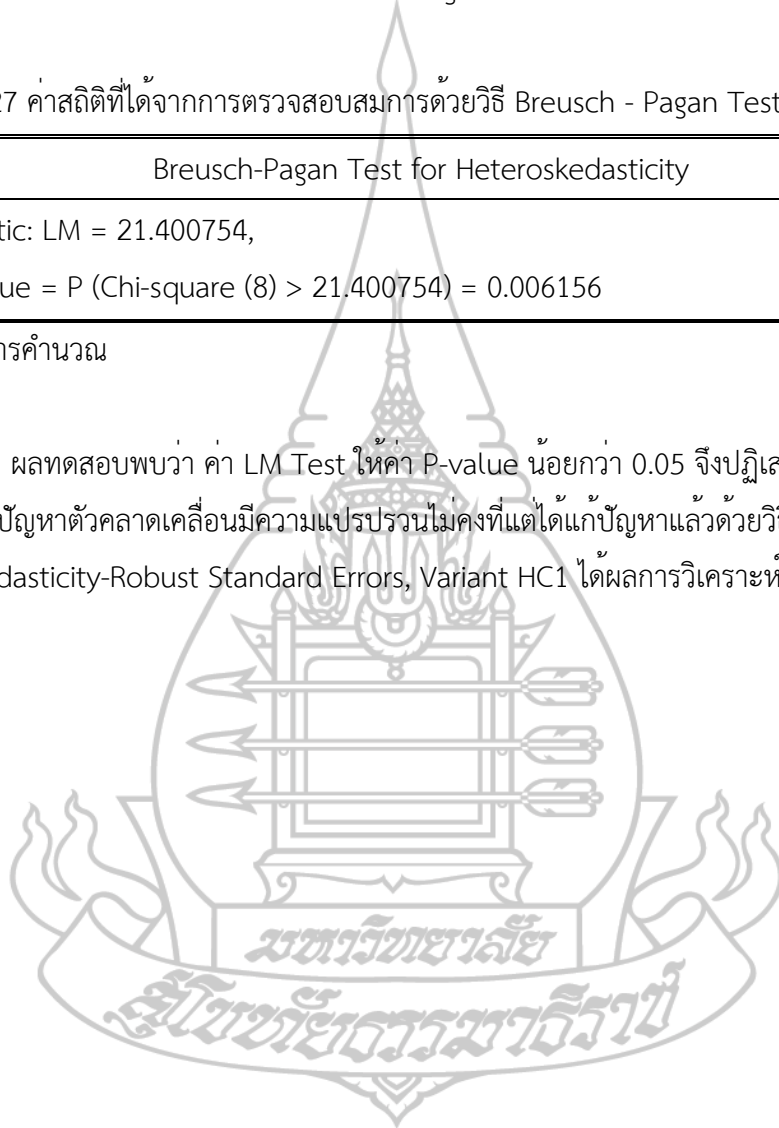 27 ค่าสถิติที่ได้จากการตรวจสอบสมการด้วยวิธี Breusch - Pagan Test
Breusch-Pagan Test for Heteroskedasticity
tic: LM = 21.400754,
ue = P (Chi-square (8) > 21.400754) = 0.006156
ารคำนวณ
ผลทดสอบพบว่า ค่า LM Test ให้ค่า P-value น้อยกว่า 0.05 จึงปฏิเส
ปัญหาตัวคลาดเคลื่อนมีความแปรปรวนไม่คงที่แต่ได้แก้ปัญหาแล้วด้วยวิธี
dasticity-Robust Standard Errors, Variant HC1 ได้ผลการวิเคราะห์
มหาวิทยาลัย
สุโขทัยธรรมาธิราช